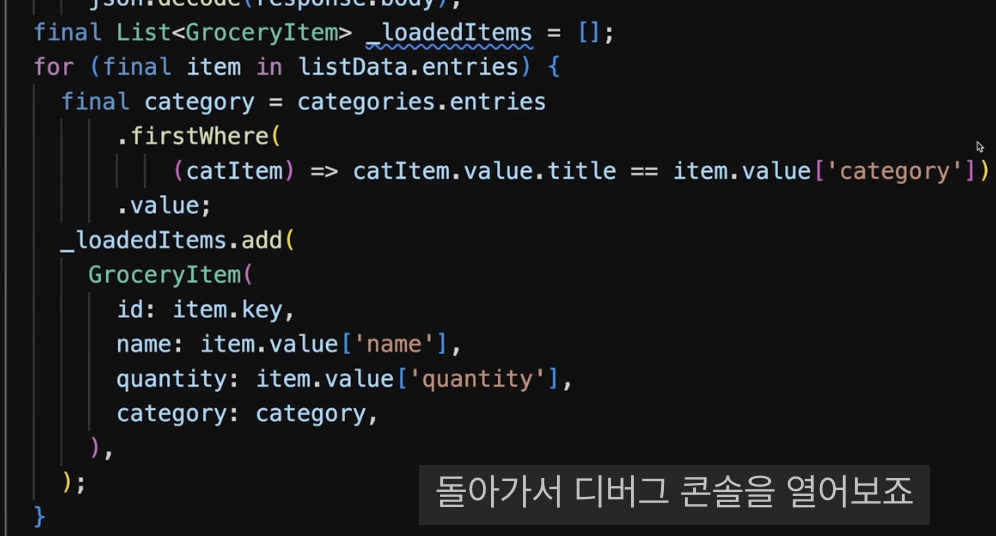 json.decode(response.body);
final List<GroceryItem> _loadedItems = [];
for (final item in listData.entries) {
final category = categories.entries
.firstWhere(
(catItem) => catItem.value.title == item.value['category'])
.value;
_loadedItems.add(
GroceryItem(
id: item.key,
name: item.value['name'],
quantity: item.value['quantity'],
category: category,
),
);
}
돌아가서 디버그 콘솔을 열어보죠